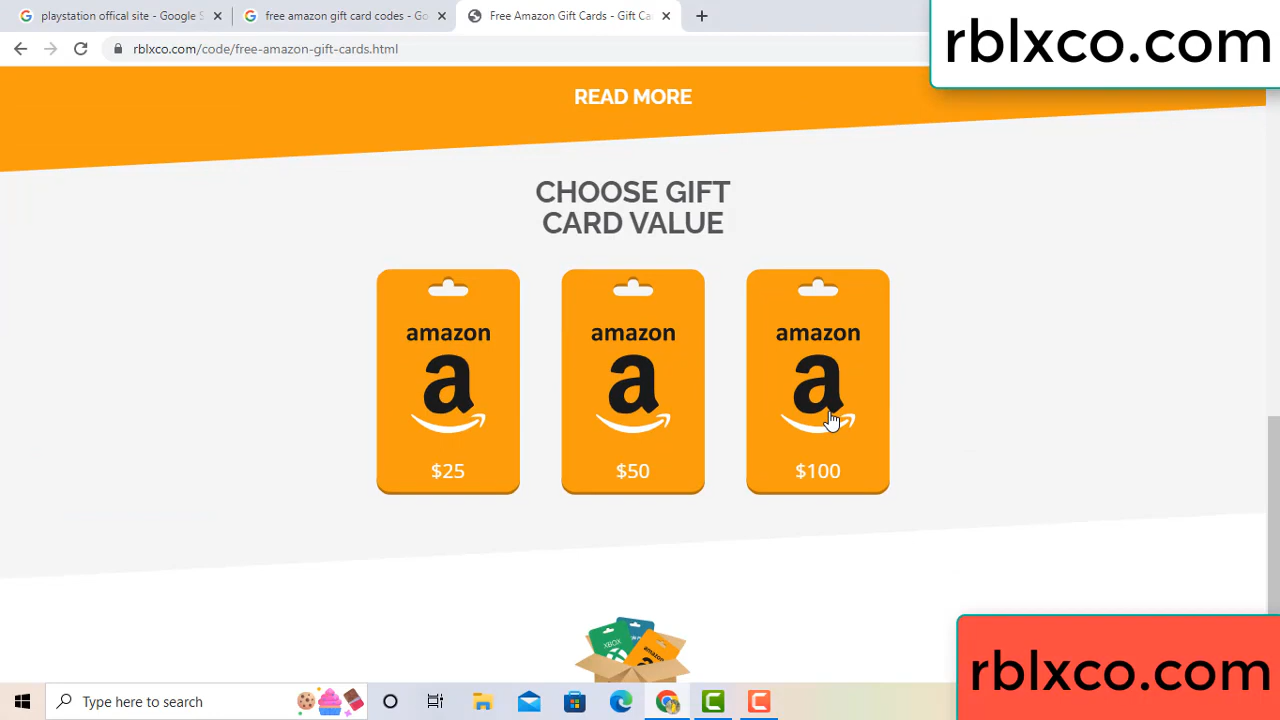 playstation offical site - Google S
free amazon gift card codes - Go
Free Amazon Gift Cards - Gift Ca
rblxco.com/code/free-amazon-gift-cards.html
rblxco.com
READ MORE
CHOOSE GIFT
CARD VALUE
amazon amazon amazon
a a a
$25 $50 $100
XBOX
rblxco.com
Type here to search